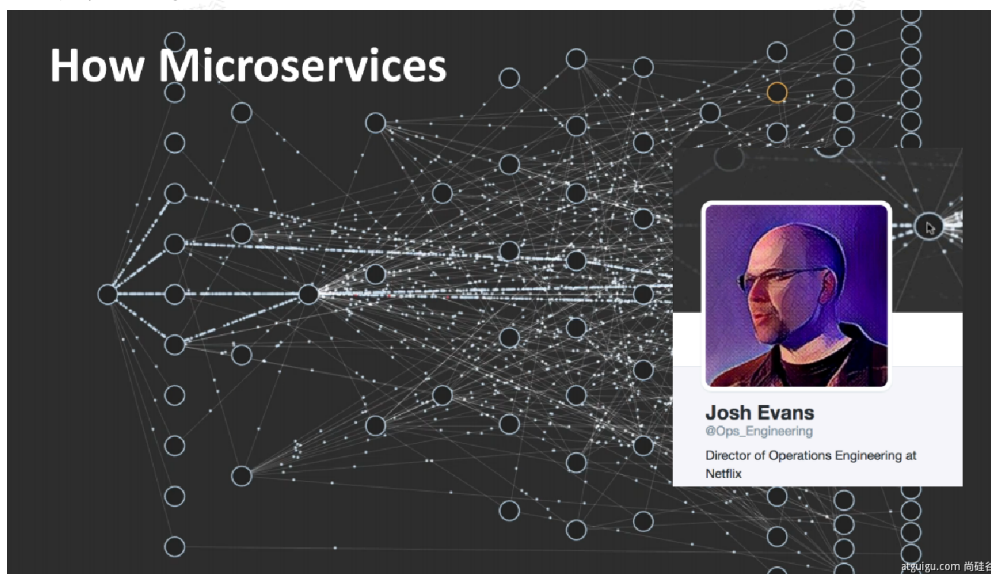 How Microservices
Josh Evans
@Ops_Engineering
Director of Operations Engineering at
Netflix
atguigu.com 尚硅谷